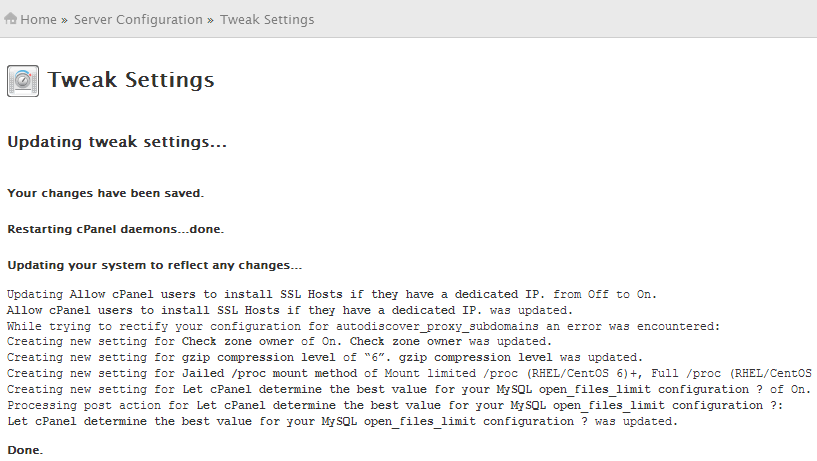 Home » Server Configuration » Tweak Settings
Tweak Settings
Updating tweak settings...
Your changes have been saved.
Restarting cPanel daemons...done.
Updating your system to reflect any changes...
Updating Allow cPanel users to install SSL Hosts if they have a dedicated IP. from Off to On.
Allow cPanel users to install SSL Hosts if they have a dedicated IP. was updated.
While trying to rectify your configuration for autodiscover_proxy_subdomains an error was encountered:
Creating new setting for Check zone owner of On. Check zone owner was updated.
Creating new setting for gzip compression level of “6”. gzip compression level was updated.
Creating new setting for Jailed /proc mount method of Mount limited /proc (RHEL/CentOS 6)+, Full /proc (RHEL/CentOS
Creating new setting for Let cPanel determine the best value for your MySQL open_files_limit configuration ? of On.
Processing post action for Let cPanel determine the best value for your MySQL open_files_limit configuration ?:
Let cPanel determine the best value for your MySQL open_files_limit configuration ? was updated.
Done.